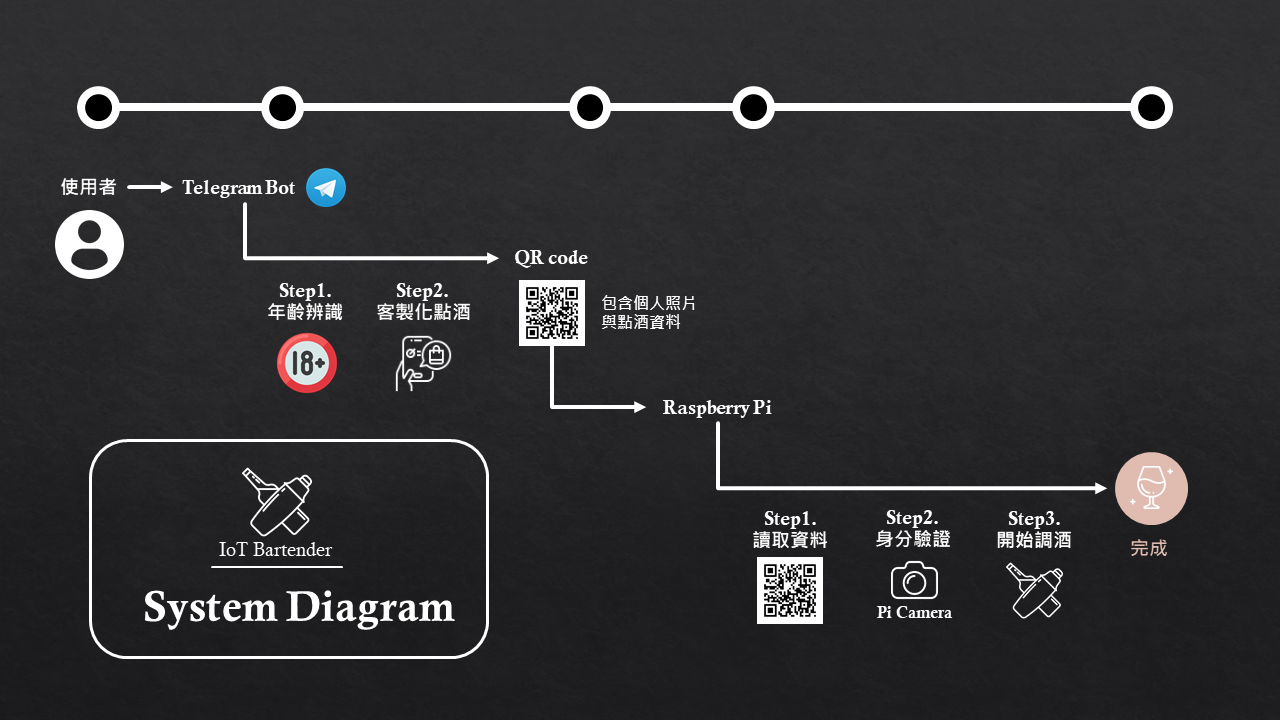 使用者
Telegram Bot
QR code
Step1.
年齡辨識
18+
Step2.
客製化點酒
包含個人照片
與點酒資料
Raspberry Pi
Step1.
讀取資料
Step2.
身分驗證
Pi Camera
Step3.
開始調酒
完成
IoT Bartender
System Diagram